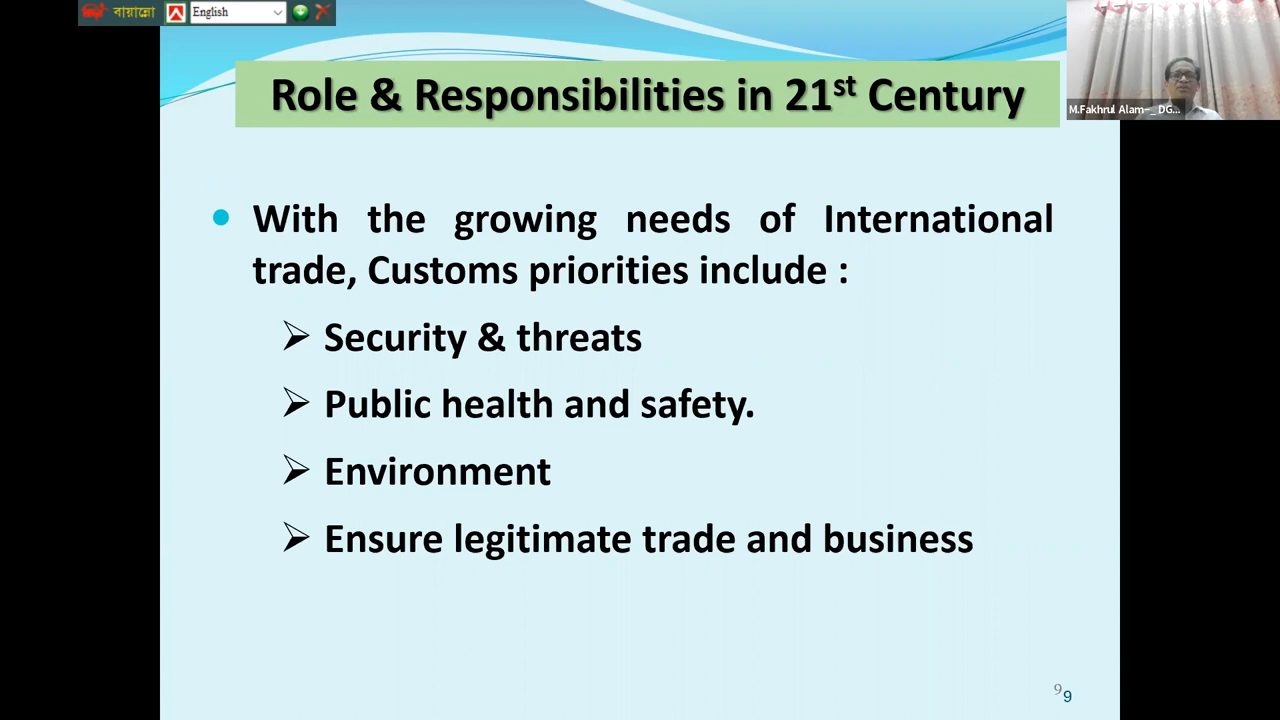 বায়ান্নো
English
Role & Responsibilities in 21st Century
M.Fakhrul Alam-_ DG...
With the growing needs of International
trade, Customs priorities include :
Security & threats
Public health and safety.
Environment
Ensure legitimate trade and business
9
9